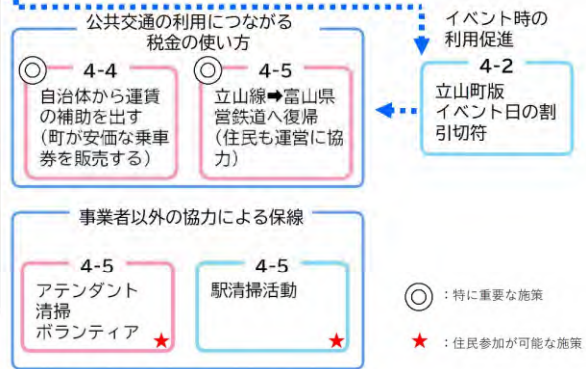 公共交通の利用につながる
税金の使い方
◎ 4-4
自治体から運賃
の補助を出す
(町が安価な乗車
券を販売する)
◎ 4-5
立山線➡富山県
営鉄道へ復帰
(住民も運営に協
力)
イベント時の
利用促進
4-2
立山町版
イベント日の割
引切符
事業者以外の協力による保線
4-5
アテンダント
清掃
ボランティア ★
4-5
駅清掃活動
★
◎ :特に重要な施策
★ :住民参加が可能な施策